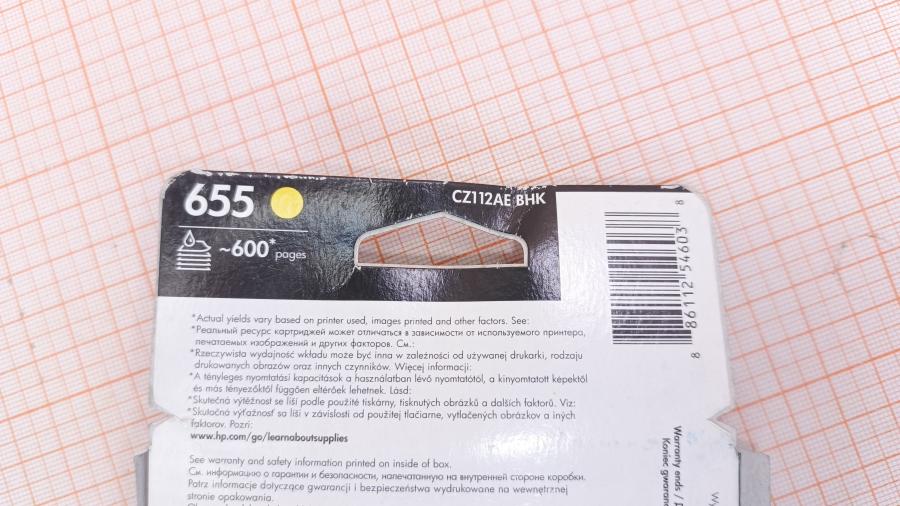 655
CZ112AE BHK
~600* pages
8 86112 54603 8
*Actual yields vary based on printer used, images printed and other factors. See:
*Реальный ресурс картриджей может отличаться в зависимости от используемого принтера,
печатаемых изображений и других факторов. См.:
*Rzeczywista wydajność wkładu może być inna w zależności od używanej drukarki, rodzaju
drukowanych obrazów oraz innych czynników. Więcej informacji:
*A tényleges nyomtatási kapacitások a használatban lévő nyomtatótól, a kinyomtatott képektől
és más tényezőktől függően eltérőek lehetnek. Lásd:
*Skutečná výtěžnost se liší podle použité tiskárny, tisknutých obrázků a dalších faktorů. Viz:
*Skutočná výťažnosť sa líši v závislosti od použitej tlačiarne, vytlačených obrázkov a iných
faktorov. Pozri:
www.hp.com/go/learnaboutsupplies
See warranty and safety information printed on inside of box.
См. информацию о гарантии и безопасности, напечатанную на внутренней стороне коробки.
Patrz informacje dotyczące gwarancji i bezpieczeństwa wydrukowane na wewnętrznej
stronie opakowania.
Warranty ends /
Koniec